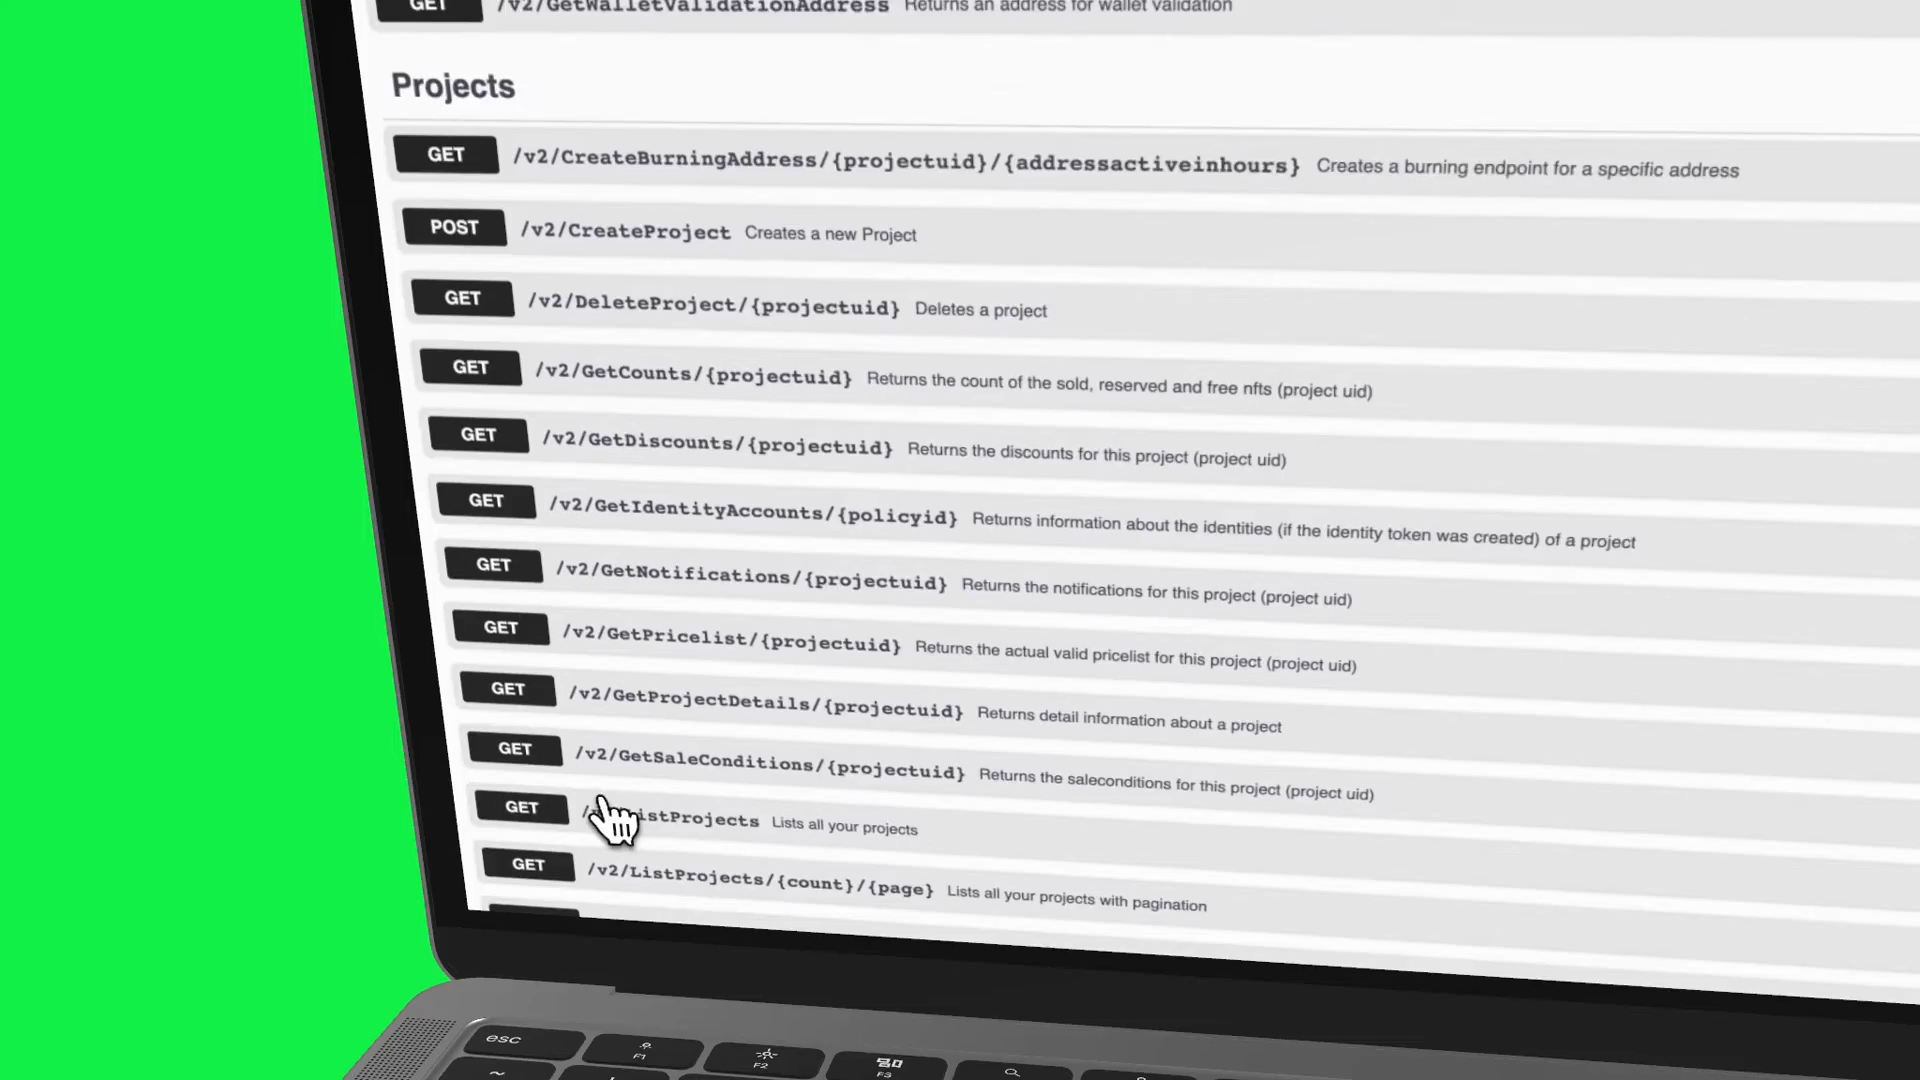 GET /v2/GetWalletValidationAddress Returns an address for wallet validation
Projects
GET /v2/CreateBurningAddress/{projectuid}/{addressactiveinhours} Creates a burning endpoint for a specific address
POST /v2/CreateProject Creates a new Project
GET /v2/DeleteProject/{projectuid} Deletes a project
GET /v2/GetCounts/{projectuid} Returns the count of the sold, reserved and free nfts (project uid)
GET /v2/GetDiscounts/{projectuid} Returns the discounts for this project (project uid)
GET /v2/GetIdentityAccounts/{policyid} Returns information about the identities (if the identity token was created) of a project
GET /v2/GetNotifications/{projectuid} Returns the notifications for this project (project uid)
GET /v2/GetPricelist/{projectuid} Returns the actual valid pricelist for this project (project uid)
GET /v2/GetProjectDetails/{projectuid} Returns detail information about a project
GET /v2/GetSaleConditions/{projectuid} Returns the saleconditions for this project (project uid)
GET /istProjects Lists all your projects
GET /v2/ListProjects/{count}/{page} Lists all your projects with pagination
esc
F1 F2 F3
~